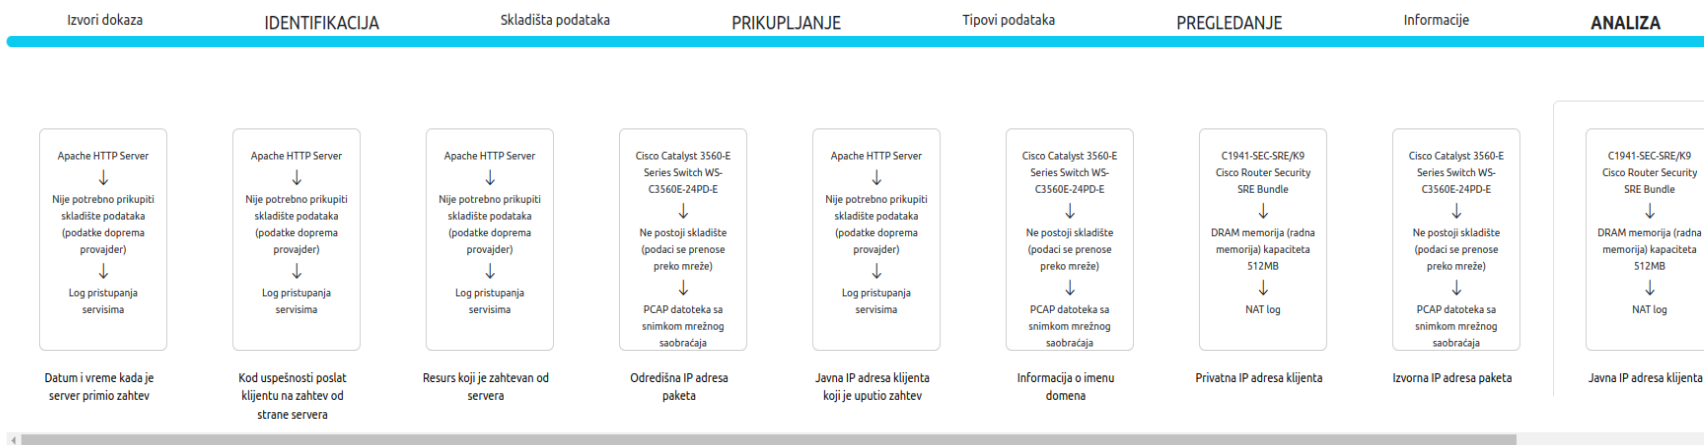 Izvori dokaza
IDENTIFIKACIJA
Skladišta podataka
PRIKUPLJANJE
Tipovi podataka
PREGLEDANJE
Informacije
ANALIZA
Apache HTTP Server
↓
Nije potrebno prikupiti
skladište podataka
(podatke doprema
provajder)
↓
Log pristupanja
servisima
Datum i vreme kada je
server primio zahtev
Apache HTTP Server
↓
Nije potrebno prikupiti
skladište podataka
(podatke doprema
provajder)
↓
Log pristupanja
servisima
Kod uspešnosti poslat
klijentu na zahtev od
strane servera
Apache HTTP Server
↓
Nije potrebno prikupiti
skladište podataka
(podatke doprema
provajder)
↓
Log pristupanja
servisima
Resurs koji je zahtevan od
servera
Cisco Catalyst 3560-E
Series Switch WS-
C3560E-24PD-E
↓
Ne postoji skladište
(podaci se prenose
preko mreže)
↓
PCAP datoteka sa
snimkom mrežnog
saobraćaja
Odredišna IP adresa
paketa
Apache HTTP Server
↓
Nije potrebno prikupiti
skladište podataka
(podatke doprema
provajder)
↓
Log pristupanja
servisima
Javna IP adresa klijenta
koji je uputio zahtev
Cisco Catalyst 3560-E
Series Switch WS-
C3560E-24PD-E
↓
Ne postoji skladište
(podaci se prenose
preko mreže)
↓
PCAP datoteka sa
snimkom mrežnog
saobraćaja
Informacija o imenu
domena
C1941-SEC-SRE/K9
Cisco Router Security
SRE Bundle
↓
DRAM memorija (radna
memorija) kapaciteta
512MB
↓
NAT log
Privatna IP adresa klijenta
Cisco Catalyst 3560-E
Series Switch WS-
C3560E-24PD-E
↓
Ne postoji skladište
(podaci se prenose
preko mreže)
↓
PCAP datoteka sa
snimkom mrežnog
saobraćaja
Izvorna IP adresa paketa
C1941-SEC-SRE/K9
Cisco Router Security
SRE Bundle
↓
DRAM memorija (radna
memorija) kapaciteta
512MB
↓
NAT log
Javna IP adresa klijenta